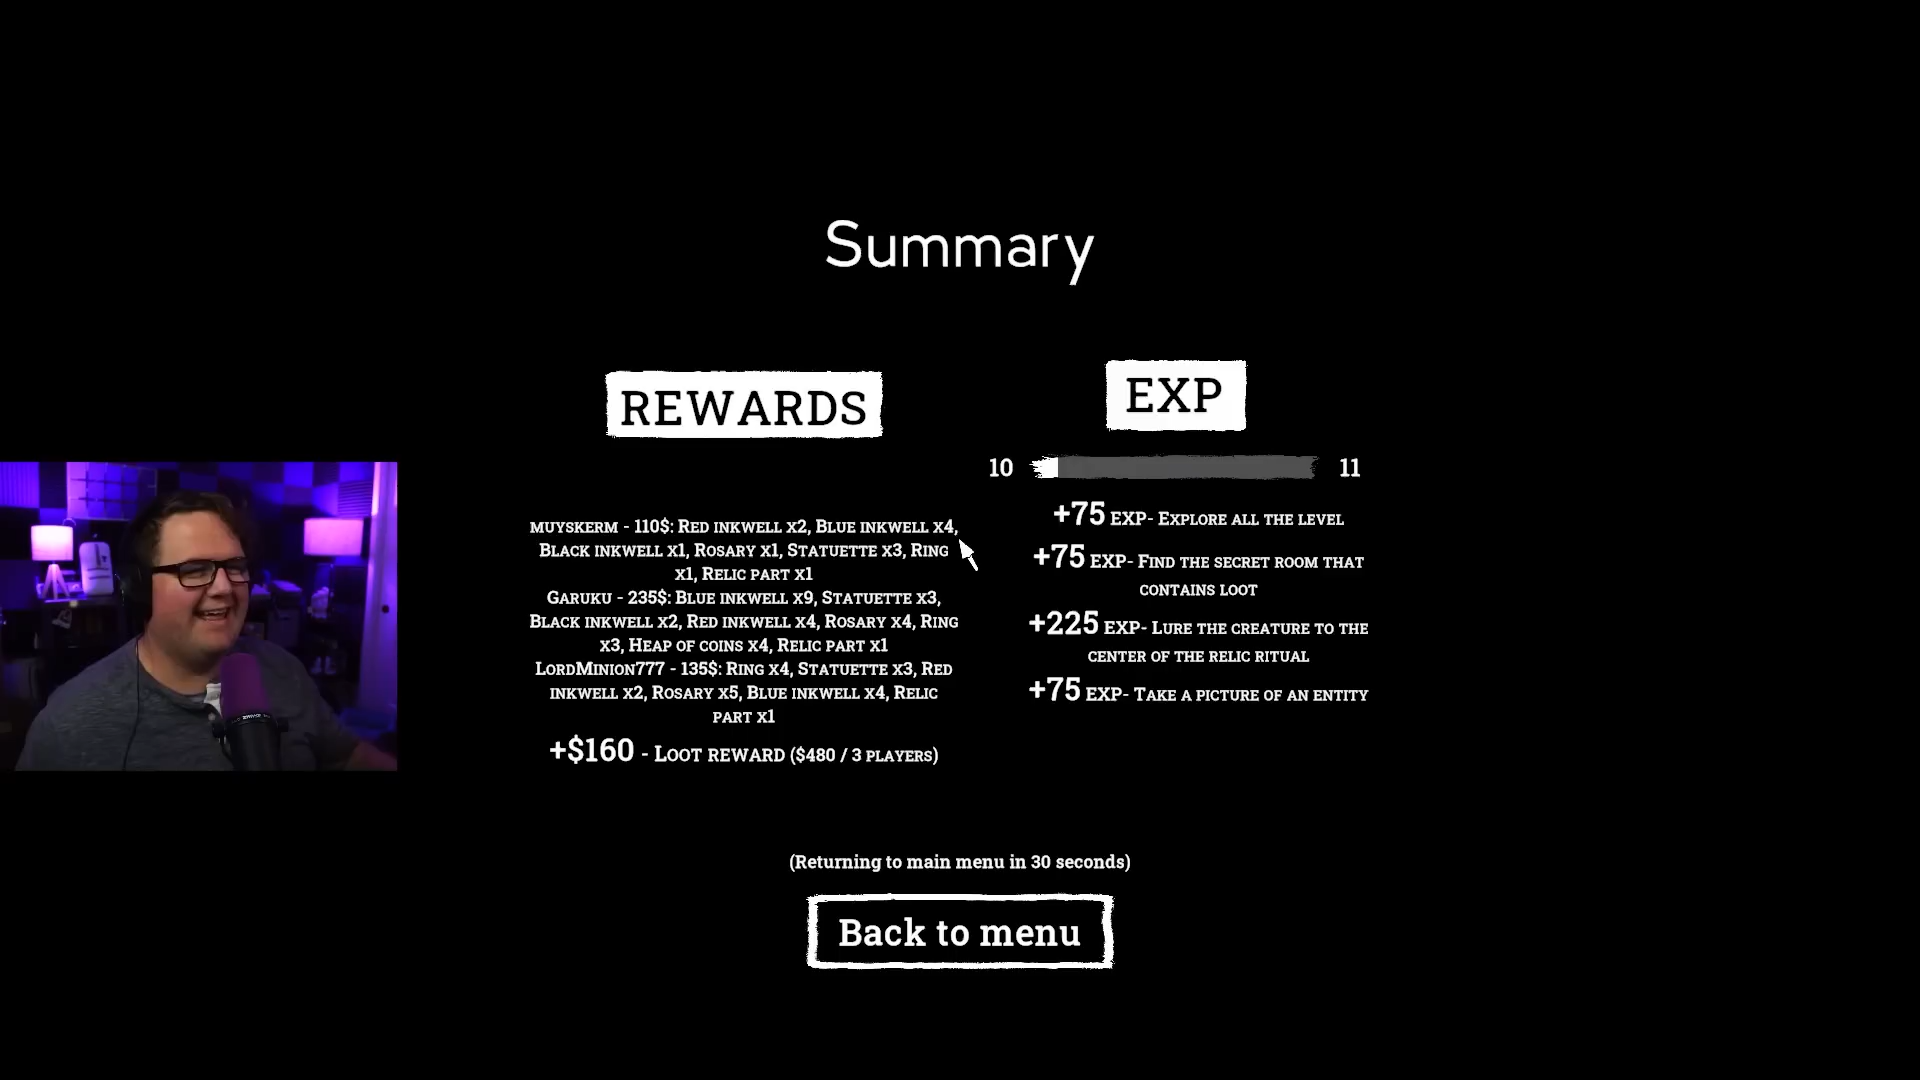 Summary
REWARDS
EXP
10 11
muyskerm - 110$: Red inkwell x2, Blue inkwell x4,
Black inkwell x1, Rosary x1, Statuette x3, Ring
x1, Relic part x1
Garuku - 235$: Blue inkwell x9, Statuette x3,
Black inkwell x2, Red inkwell x4, Rosary x4, Ring
x3, Heap of coins x4, Relic part x1
LordMinion777 - 135$: Ring x4, Statuette x3, Red
inkwell x2, Rosary x5, Blue inkwell x4, Relic
part x1
+$160 - Loot reward ($480 / 3 players)
+75 exp- Explore all the level
+75 exp- Find the secret room that
contains loot
+225 exp- Lure the creature to the
center of the relic ritual
+75 exp- Take a picture of an entity
(Returning to main menu in 30 seconds)
Back to menu